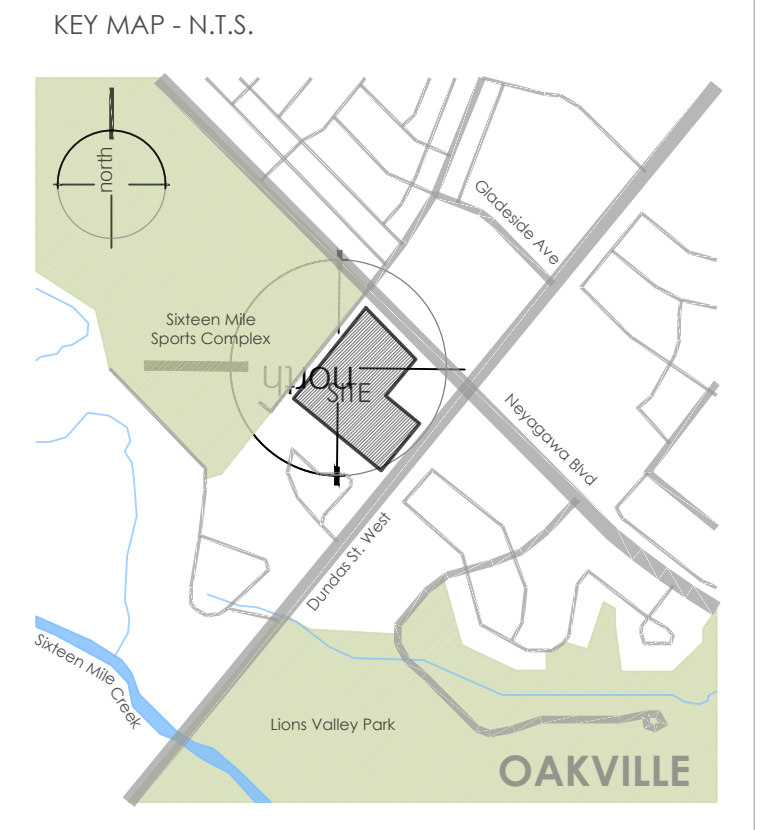 KEY MAP - N.T.S.
north
Gladeside Ave
Sixteen Mile
Sports Complex
north
SITE
Neyagawa Blvd
Dundas St. West
Sixteen Mile Creek
Lions Valley Park
OAKVILLE